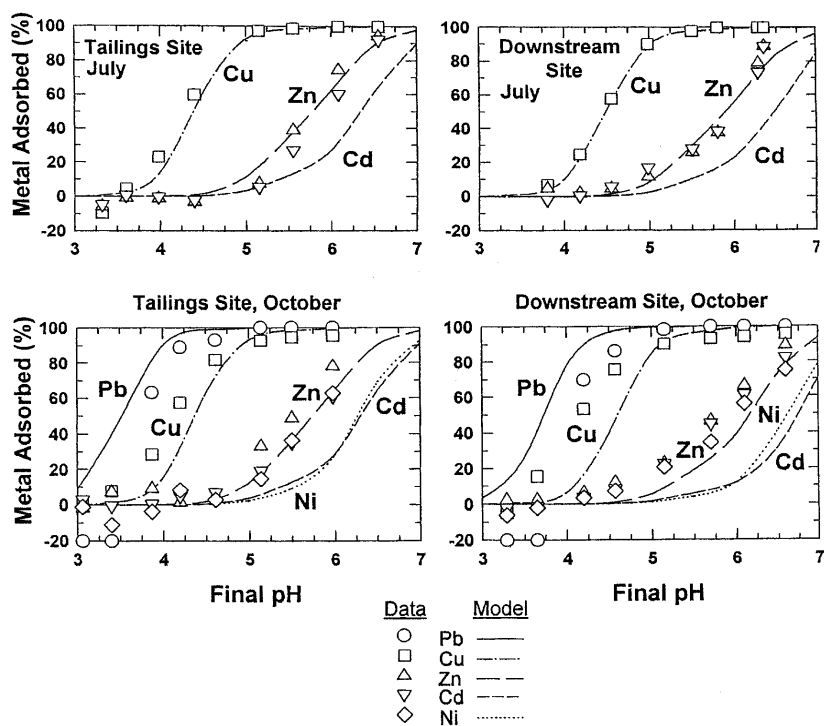 Metal Adsorbed (%)
100
80
60
40
20
0
-20
Tailings Site
July
Cu
Zn
Cd
3 4 5 6 7
100
80
60
40
20
0
-20
Downstream
Site
July
Cu
Zn
Cd
3 4 5 6 7
Tailings Site, October
Metal Adsorbed (%)
100
80
60
40
20
0
-20
Pb
Cu
Zn
Cd
Ni
3 4 5 6 7
Final pH
Downstream Site, October
100
80
60
40
20
0
-20
Pb
Cu
Zn
Ni
Cd
3 4 5 6 7
Final pH
Data Model
Pb
Cu
Zn
Cd
Ni